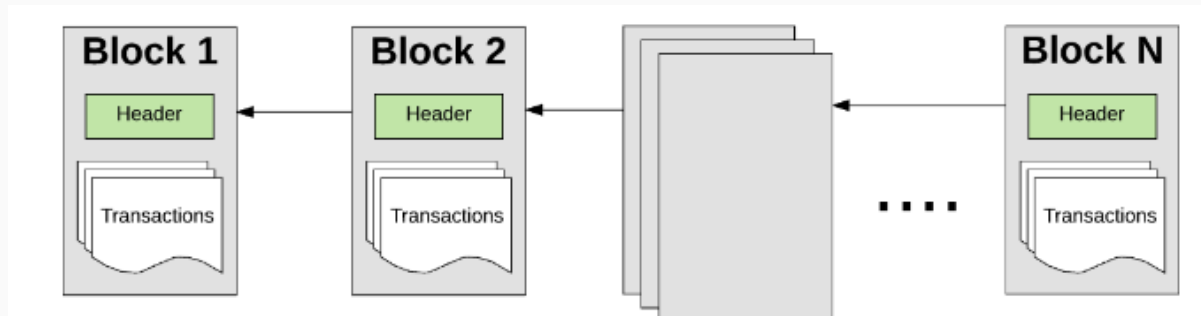 Block 1
Header
Transactions
Block 2
Header
Transactions
....
Block N
Header
Transactions